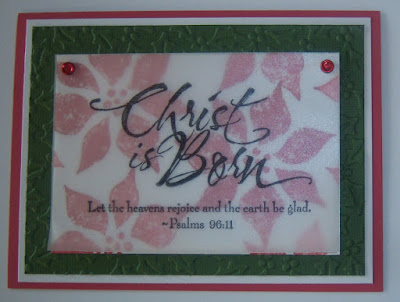 Christ
is Born
Let the heavens rejoice and the earth be glad.
~Psalms 96:11